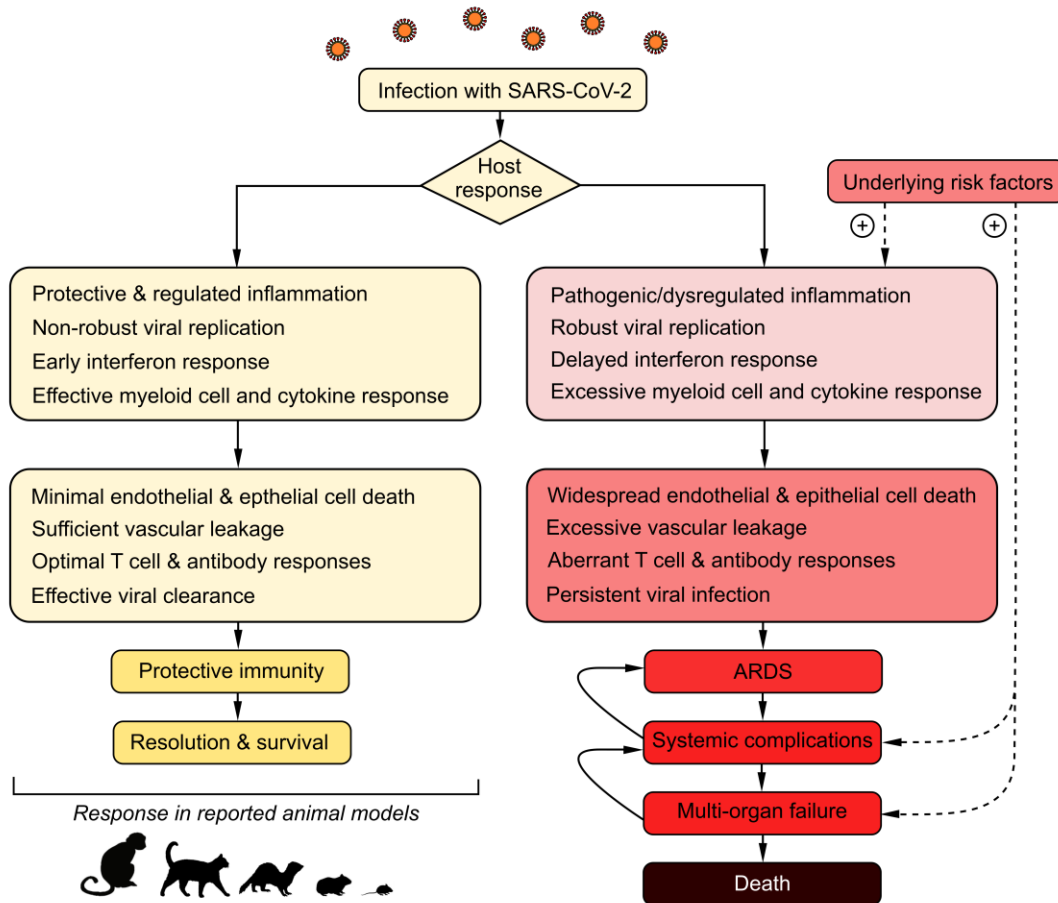 Infection with SARS-CoV-2
Host
response
Underlying risk factors
+
+
Protective & regulated inflammation
Non-robust viral replication
Early interferon response
Effective myeloid cell and cytokine response
Pathogenic/dysregulated inflammation
Robust viral replication
Delayed interferon response
Excessive myeloid cell and cytokine response
Minimal endothelial & epthelial cell death
Sufficient vascular leakage
Optimal T cell & antibody responses
Effective viral clearance
Widespread endothelial & epithelial cell death
Excessive vascular leakage
Aberrant T cell & antibody responses
Persistent viral infection
Protective immunity
Resolution & survival
Response in reported animal models
ARDS
Systemic complications
Multi-organ failure
Death